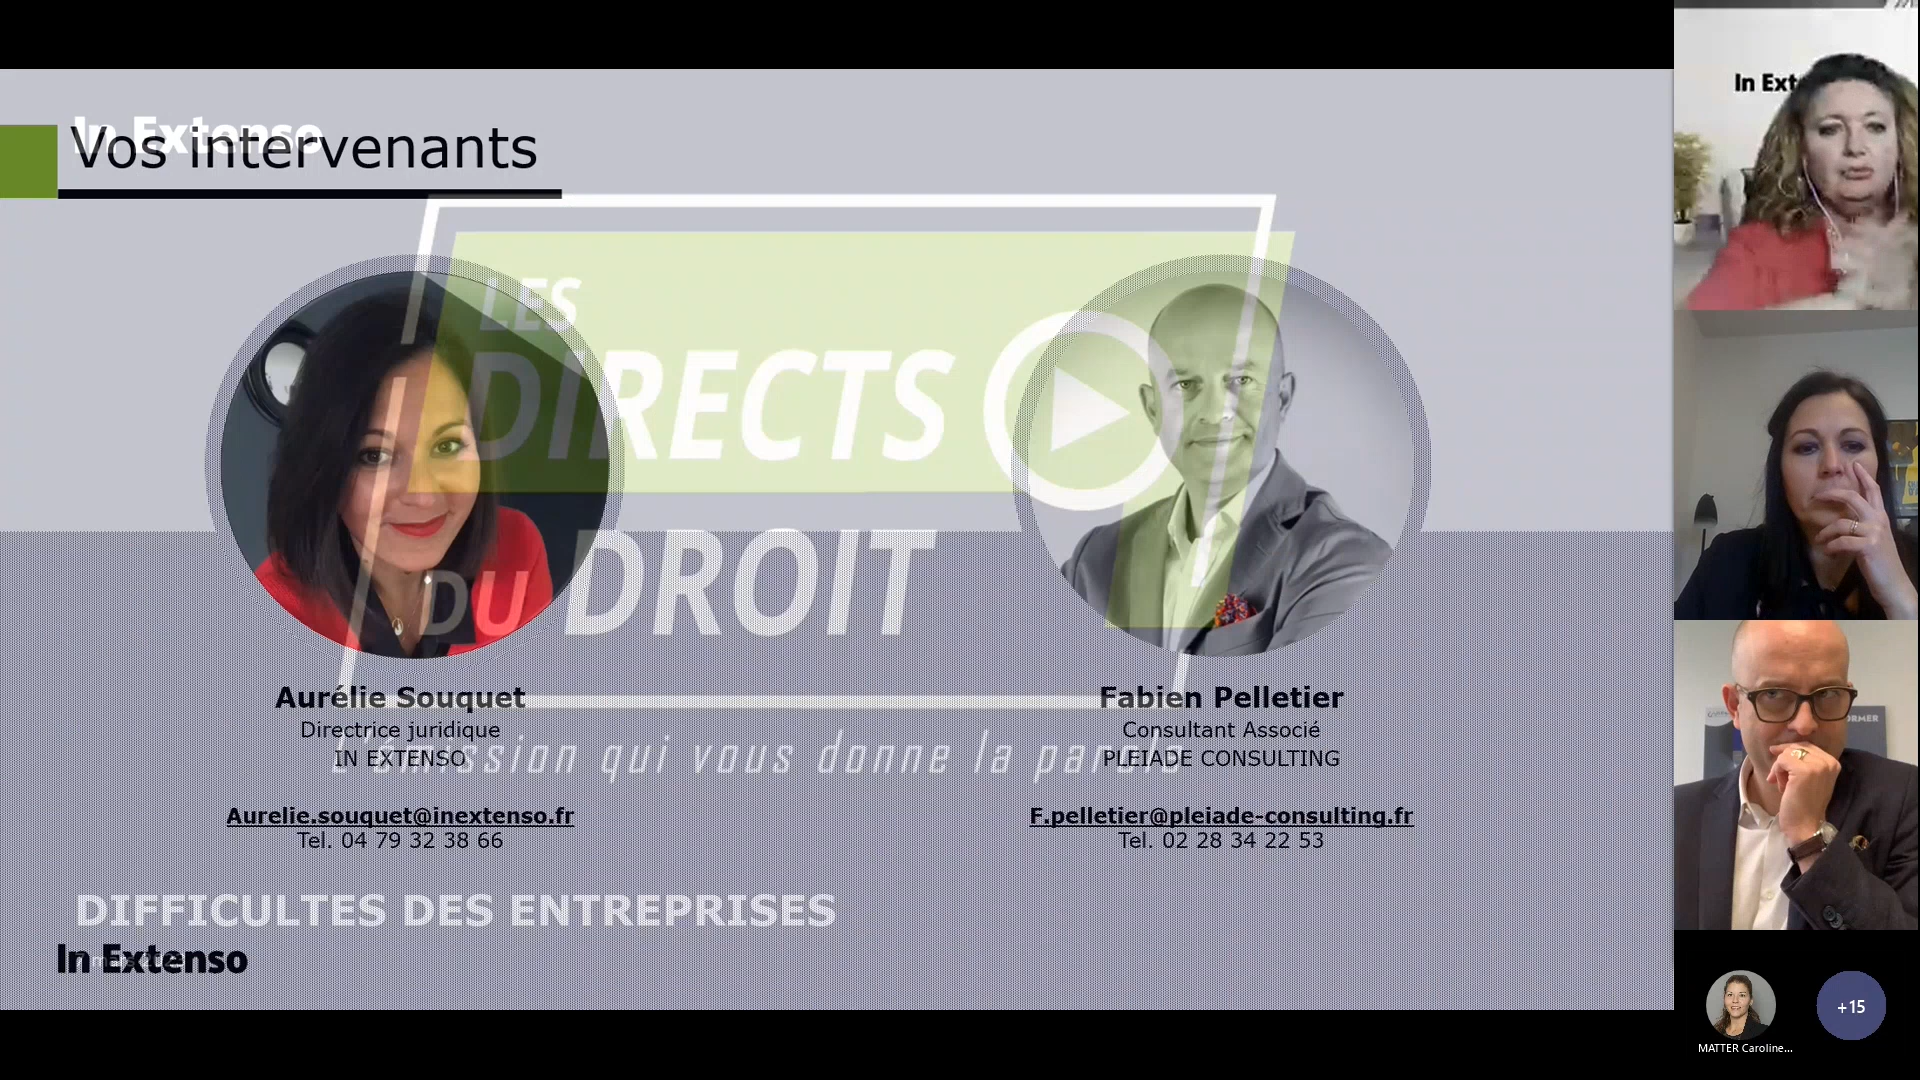 In Extenso
Vos intervenants
LES
DIRECTS
DU DROIT
L'émission qui vous donne la parole
Aurélie Souquet
Directrice juridique
IN EXTENSO
Aurelie.souquet@inextenso.fr
Tel. 04 79 32 38 66
Fabien Pelletier
Consultant Associé
PLEIADE CONSULTING
F.pelletier@pleiade-consulting.fr
Tel. 02 28 34 22 53
DIFFICULTES DES ENTREPRISES
In Extenso
mars
In Ext
ORMER
MATTER Caroline...
+15